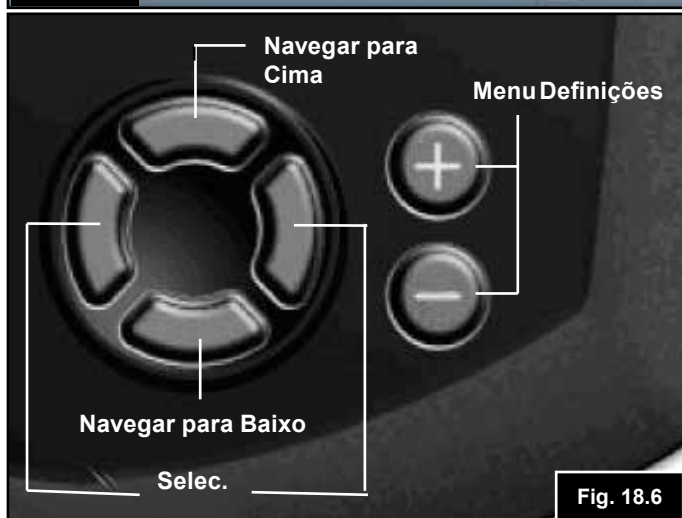 Navegar para
Cima
Menu Definições
+
−
Navegar para Baixo
Selec.
Fig. 18.6